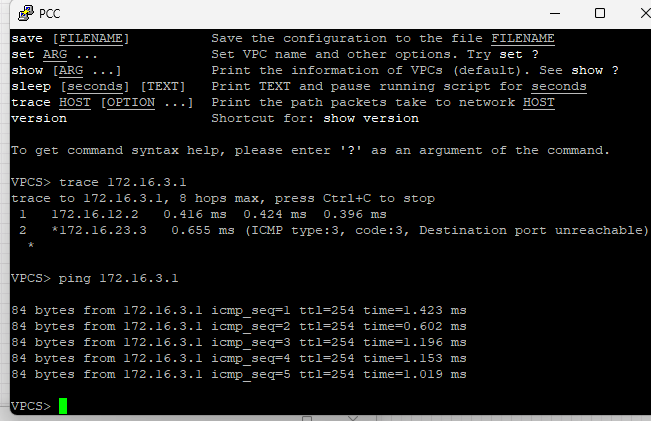 PCC
save [FILENAME] Save the configuration to the file FILENAME
set ARG ... Set VPC name and other options. Try set ?
show [ARG ...] Print the information of VPCs (default). See show ?
sleep [seconds] [TEXT] Print TEXT and pause running script for seconds
trace HOST [OPTION ...] Print the path packets take to network HOST
version Shortcut for: show version
To get command syntax help, please enter '?' as an argument of the command.
VPCS> trace 172.16.3.1
trace to 172.16.3.1, 8 hops max, press Ctrl+C to stop
1 172.16.12.2 0.416 ms 0.424 ms 0.396 ms
2 *172.16.23.3 0.655 ms (ICMP type:3, code:3, Destination port unreachable)
*
VPCS> ping 172.16.3.1
84 bytes from 172.16.3.1 icmp_seq=1 ttl=254 time=1.423 ms
84 bytes from 172.16.3.1 icmp_seq=2 ttl=254 time=0.602 ms
84 bytes from 172.16.3.1 icmp_seq=3 ttl=254 time=1.196 ms
84 bytes from 172.16.3.1 icmp_seq=4 ttl=254 time=1.153 ms
84 bytes from 172.16.3.1 icmp_seq=5 ttl=254 time=1.019 ms
VPCS>